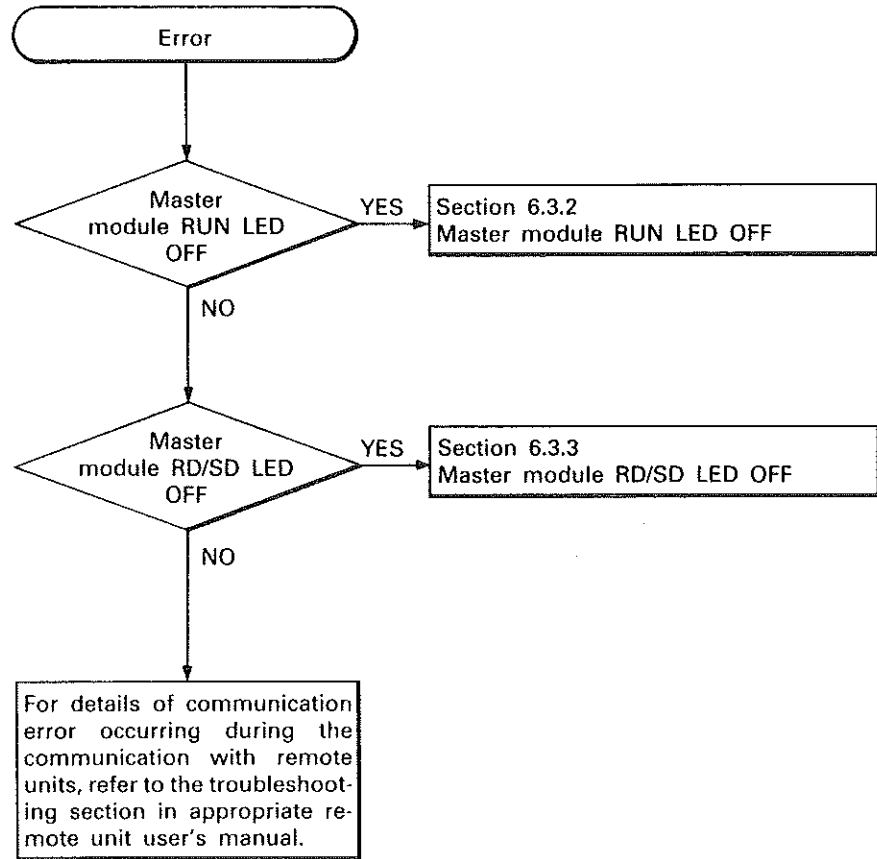 Error
Master
module RUN LED
OFF
YES
Section 6.3.2
Master module RUN LED OFF
NO
Master
module RD/SD LED
OFF
YES
Section 6.3.3
Master module RD/SD LED OFF
NO
For details of communication
error occurring during the
communication with remote
units, refer to the troubleshoot-
ing section in appropriate re-
mote unit user's manual.